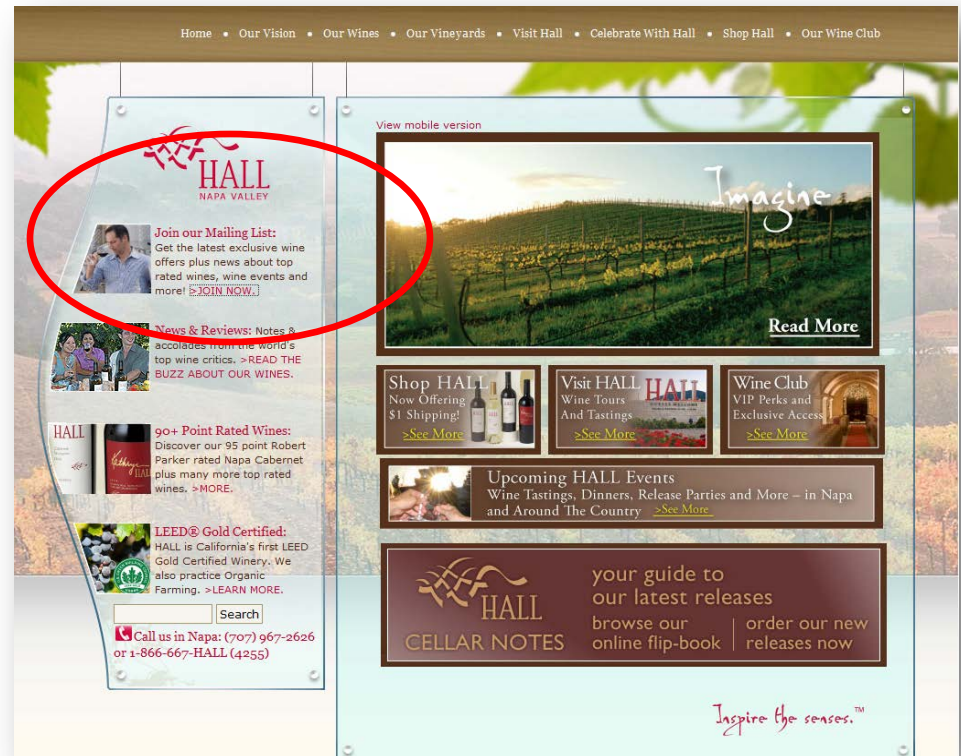 Home • Our Vision • Our Wines • Our Vineyards • Visit Hall • Celebrate With Hall • Shop Hall • Our Wine Club
HALL
NAPA VALLEY
Join our Mailing List:
Get the latest exclusive wine
offers plus news about top
rated wines, wine events and
more! >JOIN NOW.
News & Reviews: Notes &
accolades from the world's
top wine critics. >READ THE
BUZZ ABOUT OUR WINES.
HALL
Kathryn
HALL
90+ Point Rated Wines:
Discover our 95 point Robert
Parker rated Napa Cabernet
plus many more top rated
wines. >MORE.
LEED® Gold Certified:
HALL is California's first LEED
Gold Certified Winery. We
also practice Organic
Farming. >LEARN MORE.
Search
Call us in Napa: (707) 967-2626
or 1-866-667-HALL (4255)
View mobile version
Imagine
Read More
Shop HALL
Now Offering
$1 Shipping!
>See More
Visit HALL
Wine Tours
And Tastings
>See More
HALL
Wine Club
VIP Perks and
Exclusive Access
>See More
Upcoming HALL Events
Wine Tastings, Dinners, Release Parties and More – in Napa
and Around The Country >See More
HALL
CELLAR NOTES
your guide to
our latest releases
browse our
online flip-book
order our new
releases now
Inspire the senses.™